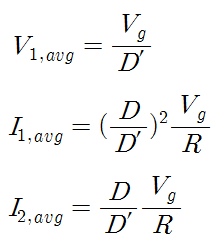 V_{1,avg} = \frac{V_g}{D'}
I_{1,avg} = (\frac{D}{D'})^2 \frac{V_g}{R}
I_{2,avg} = \frac{D}{D'} \frac{V_g}{R}